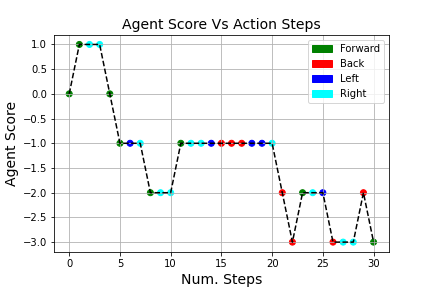 Agent Score Vs Action Steps
Agent Score
1.0
0.5
0.0
−0.5
−1.0
−1.5
−2.0
−2.5
−3.0
Forward
Back
Left
Right
0 5 10 15 20 25 30
Num. Steps